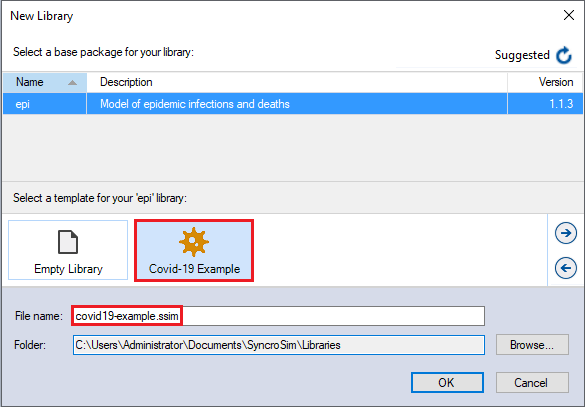 New Library
Select a base package for your library:
Suggested
Name Description Version
epi Model of epidemic infections and deaths 1.1.3
Select a template for your 'epi' library:
Empty Library Covid-19 Example
File name: covid19-example.ssim
Folder: C:\Users\Administrator\Documents\SyncroSim\Libraries Browse...
OK Cancel